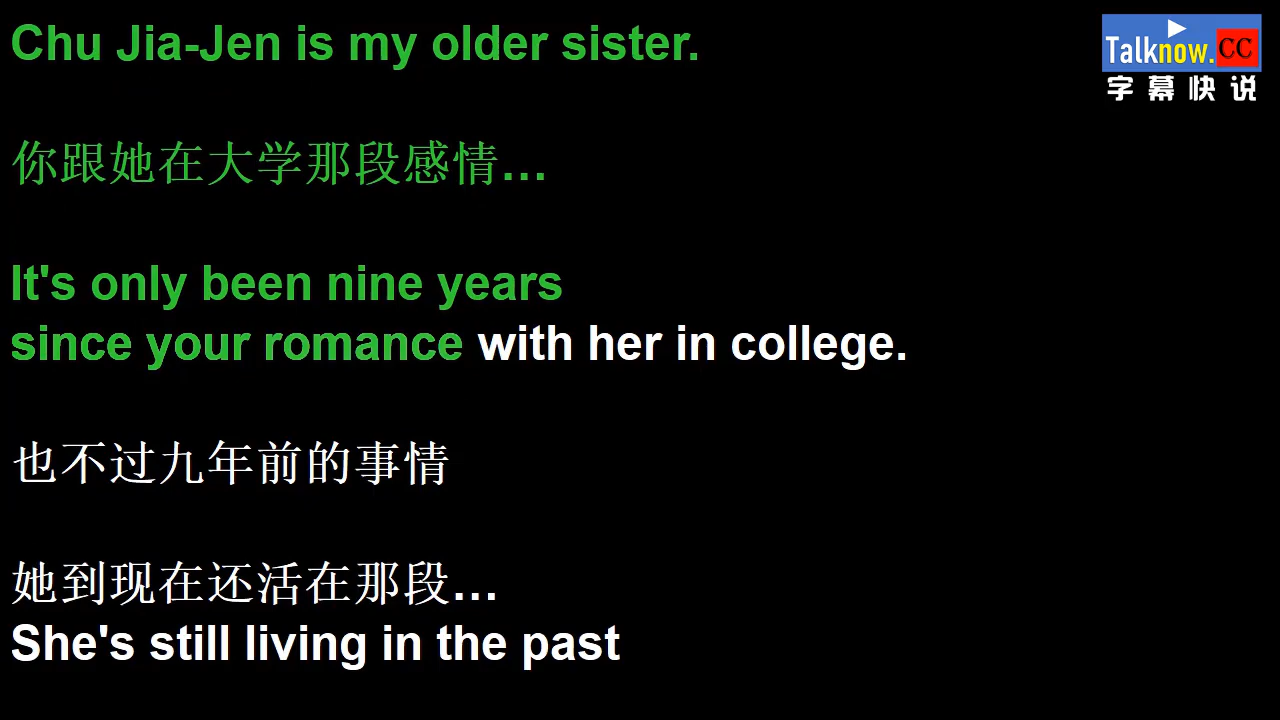 Chu Jia-Jen is my older sister.
Talknow.CC
字幕快说
你跟她在大学那段感情...
It's only been nine years
since your romance with her in college.
也不过九年前的事情
她到现在还活在那段...
She's still living in the past